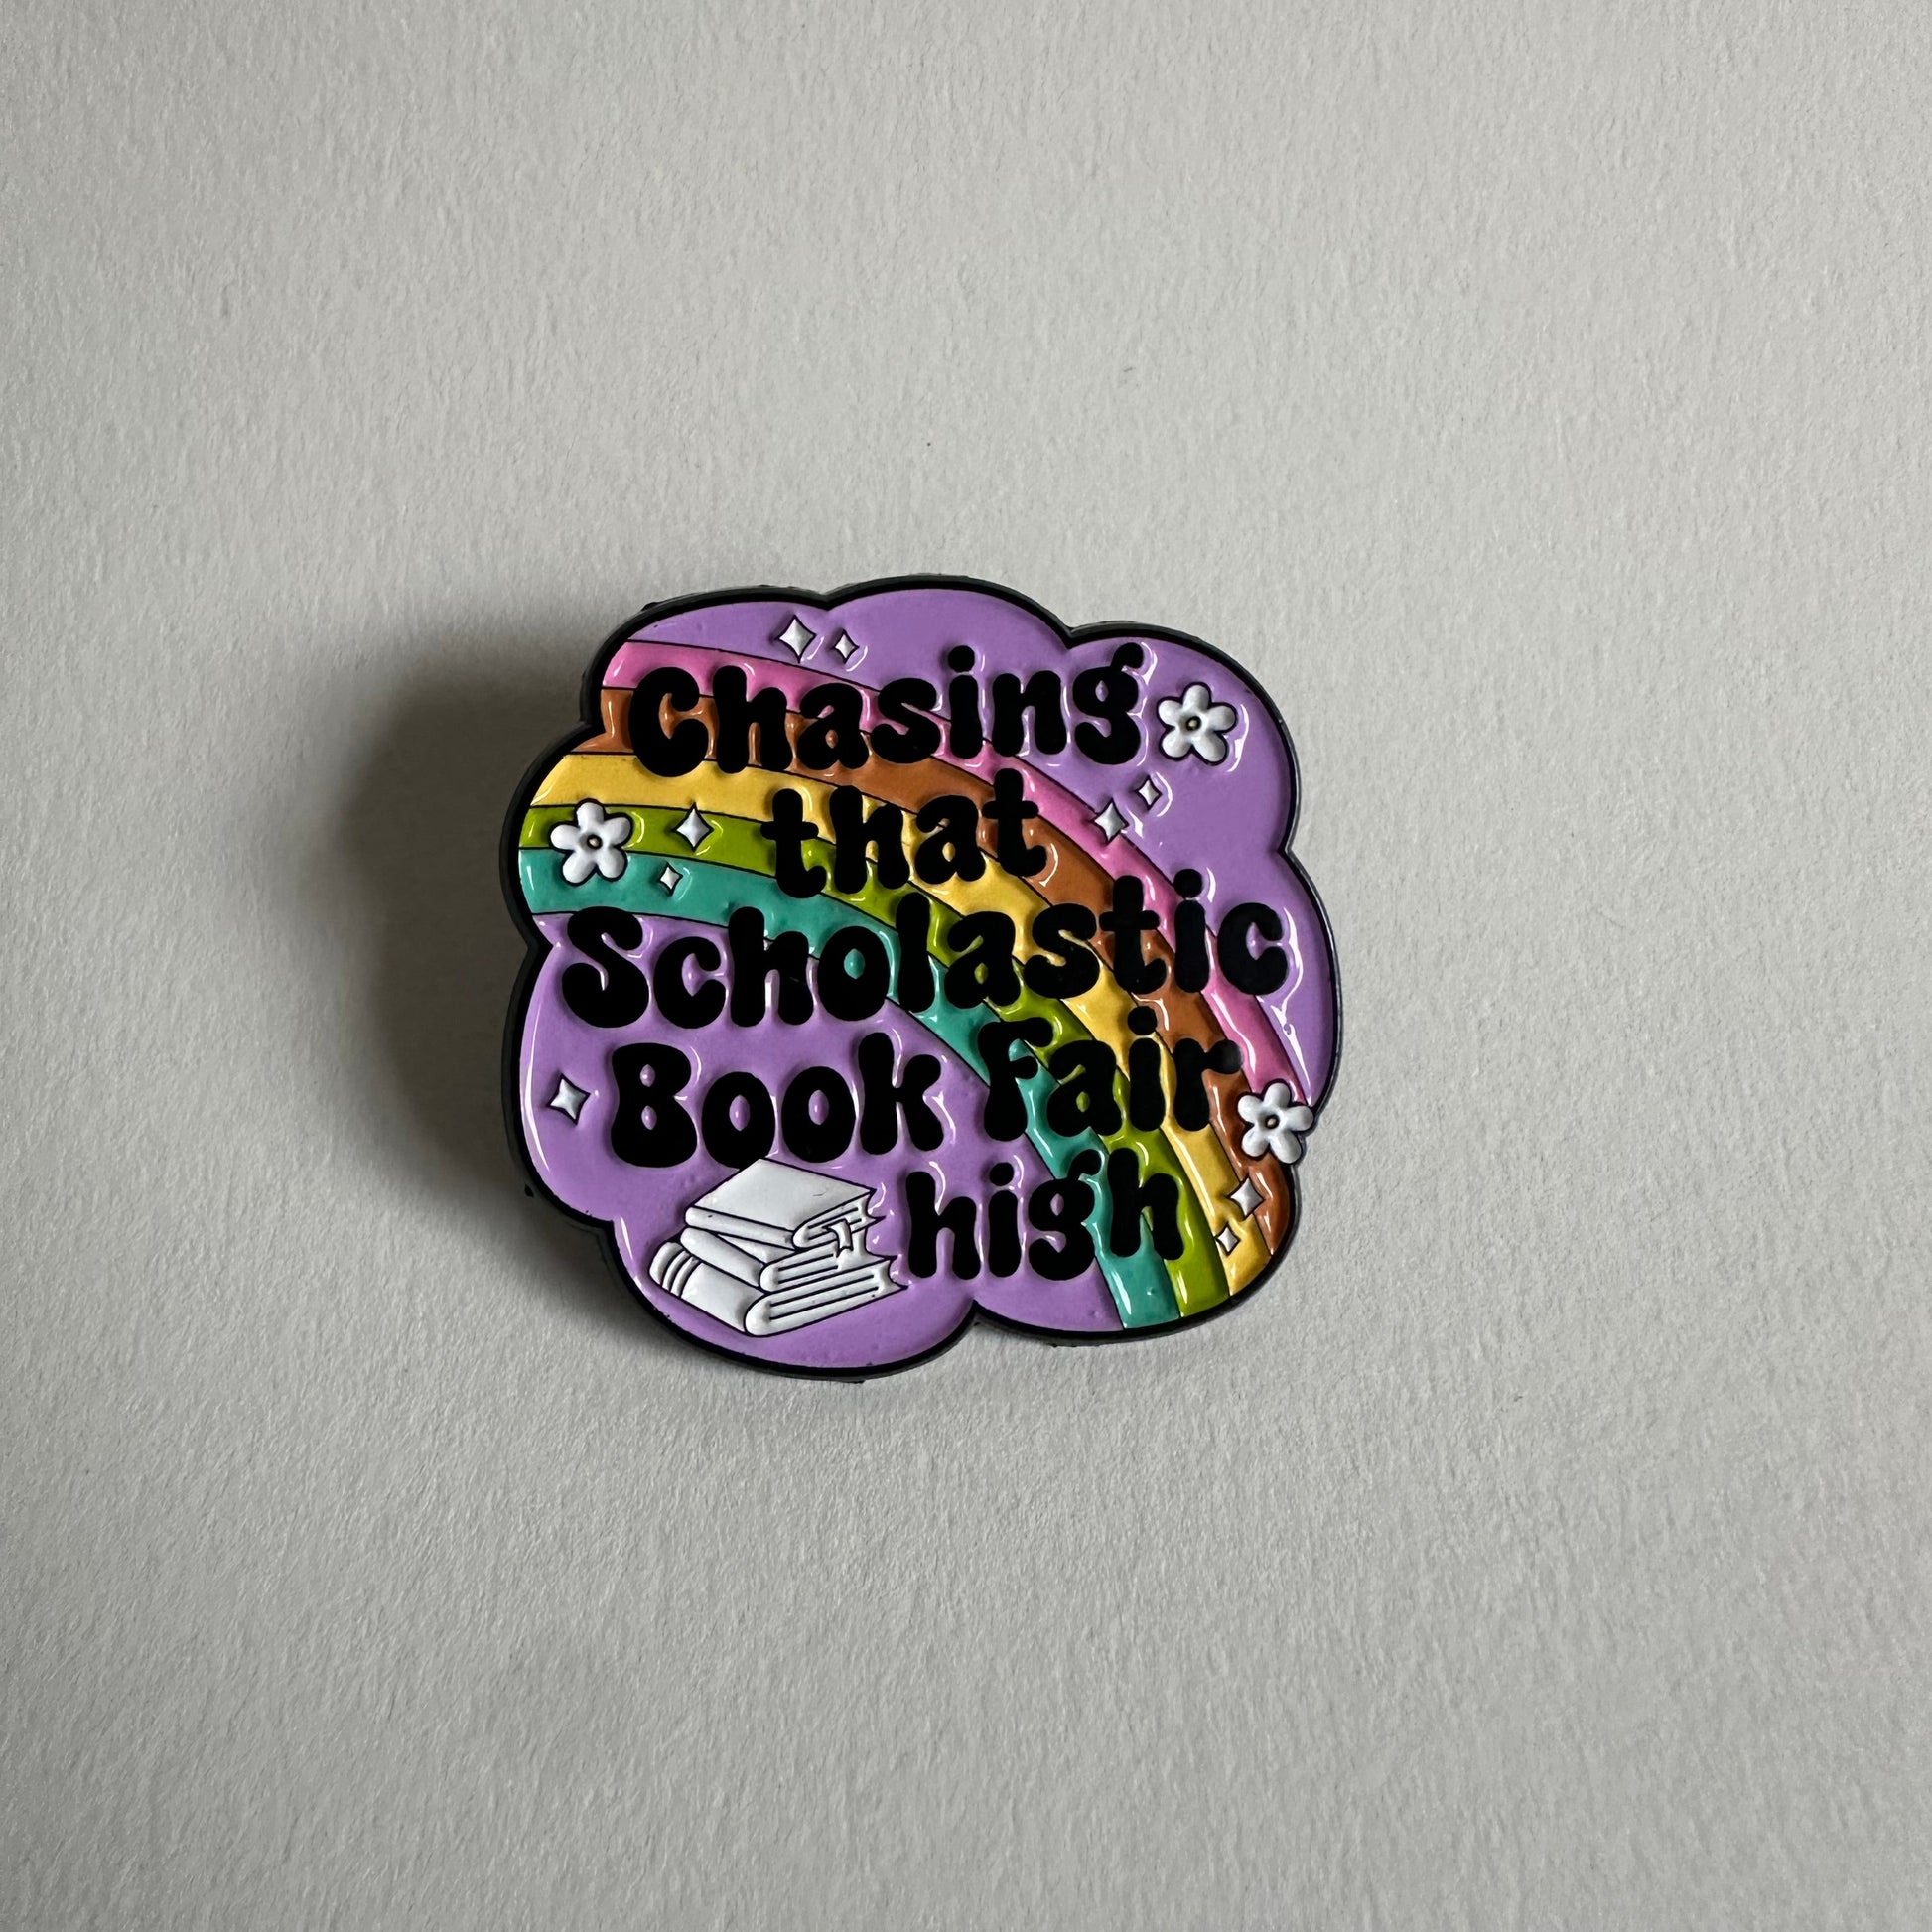 Chasing
that
Scholastic
Book Fair
high